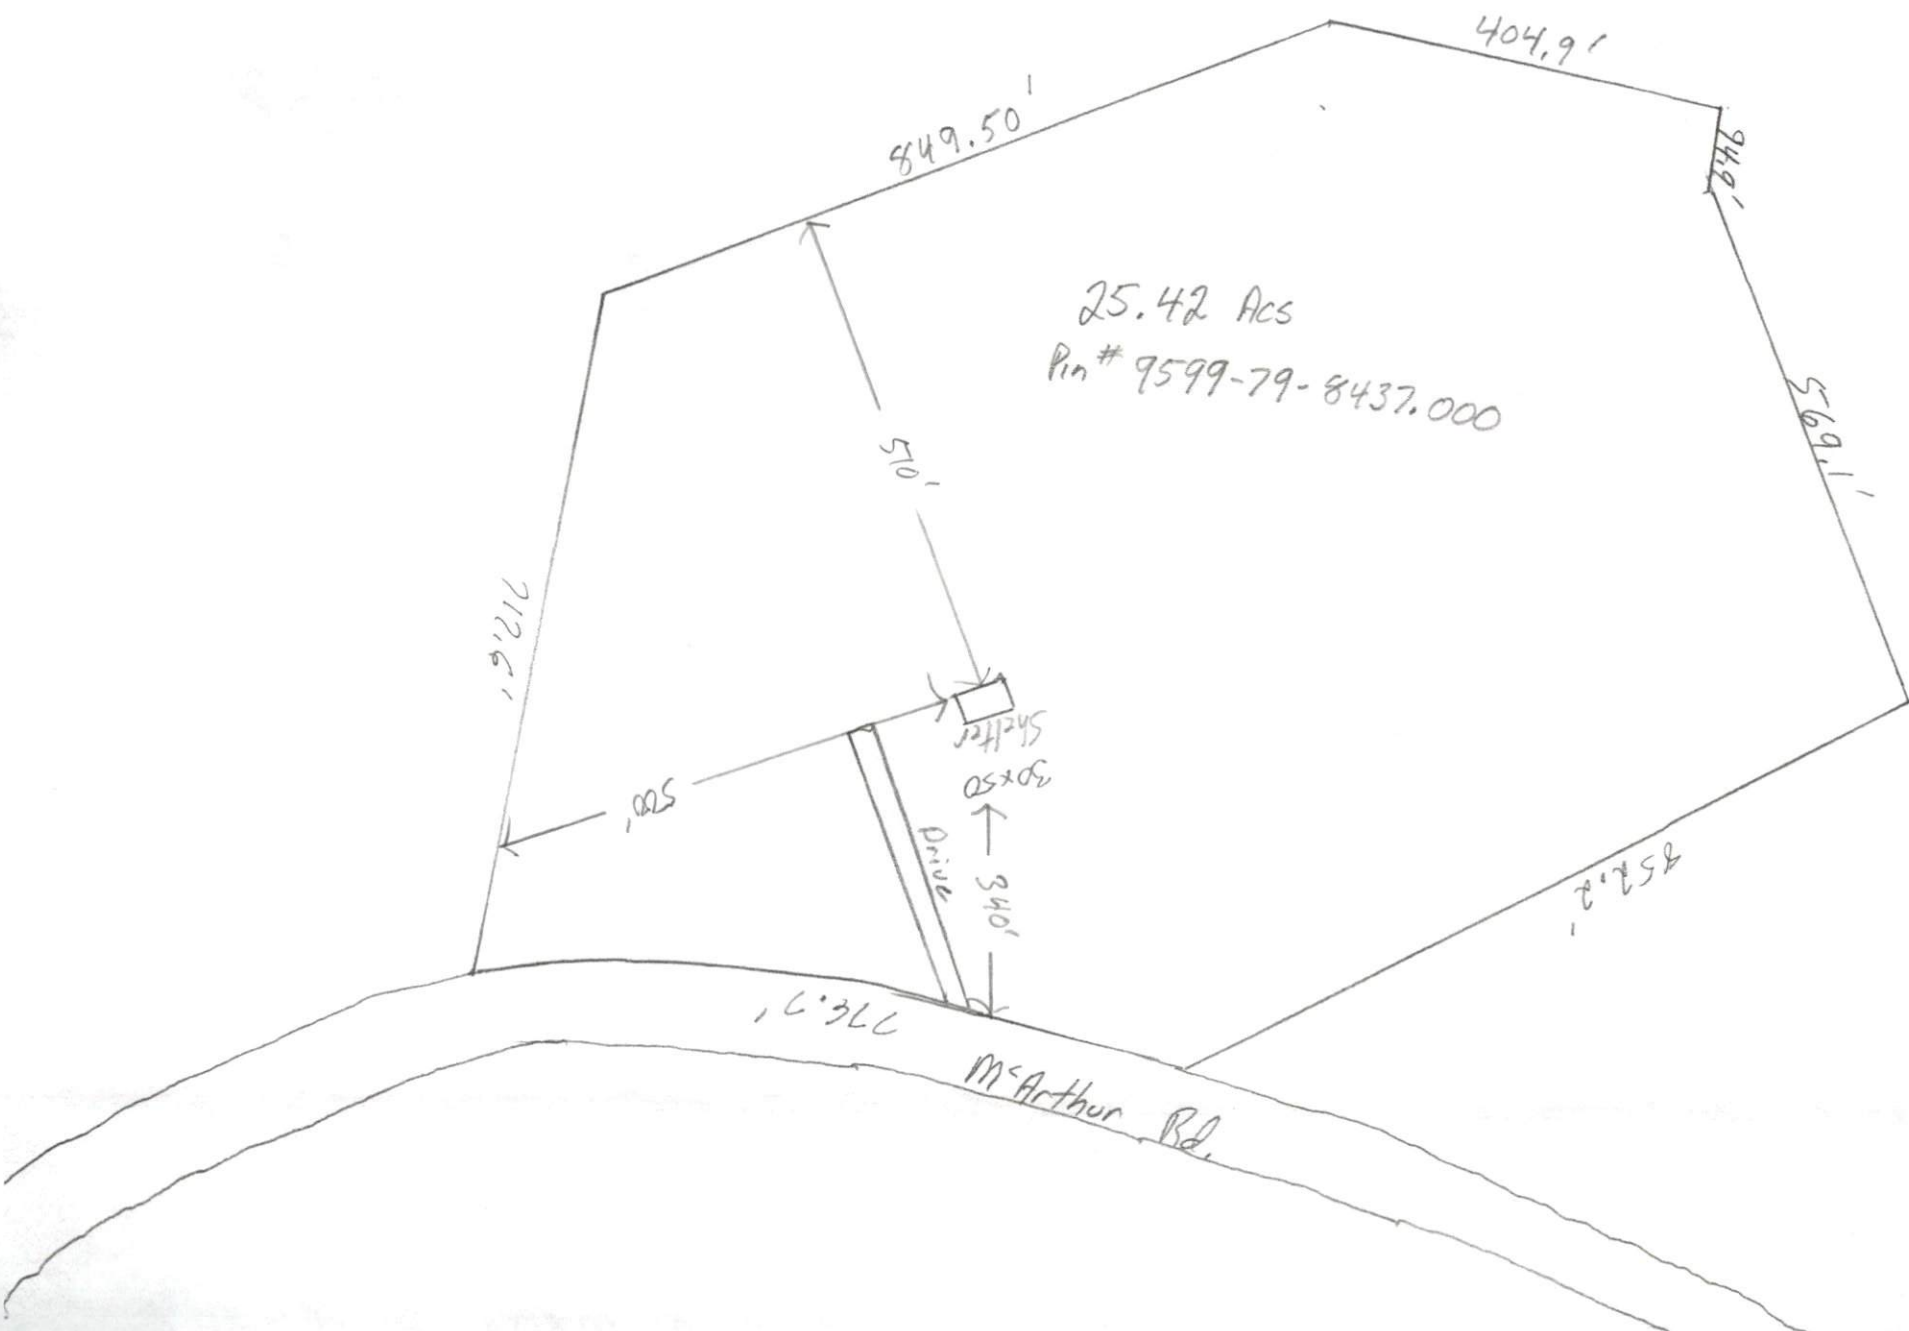 404.9'
849.50'
94.9'
25.42 Acs
Pin # 9599-79-8437.000
569.1'
510'
712.6'
Shelter
30x50
500'
Drive
340'
852.2'
773.7'
McArthur Rd.